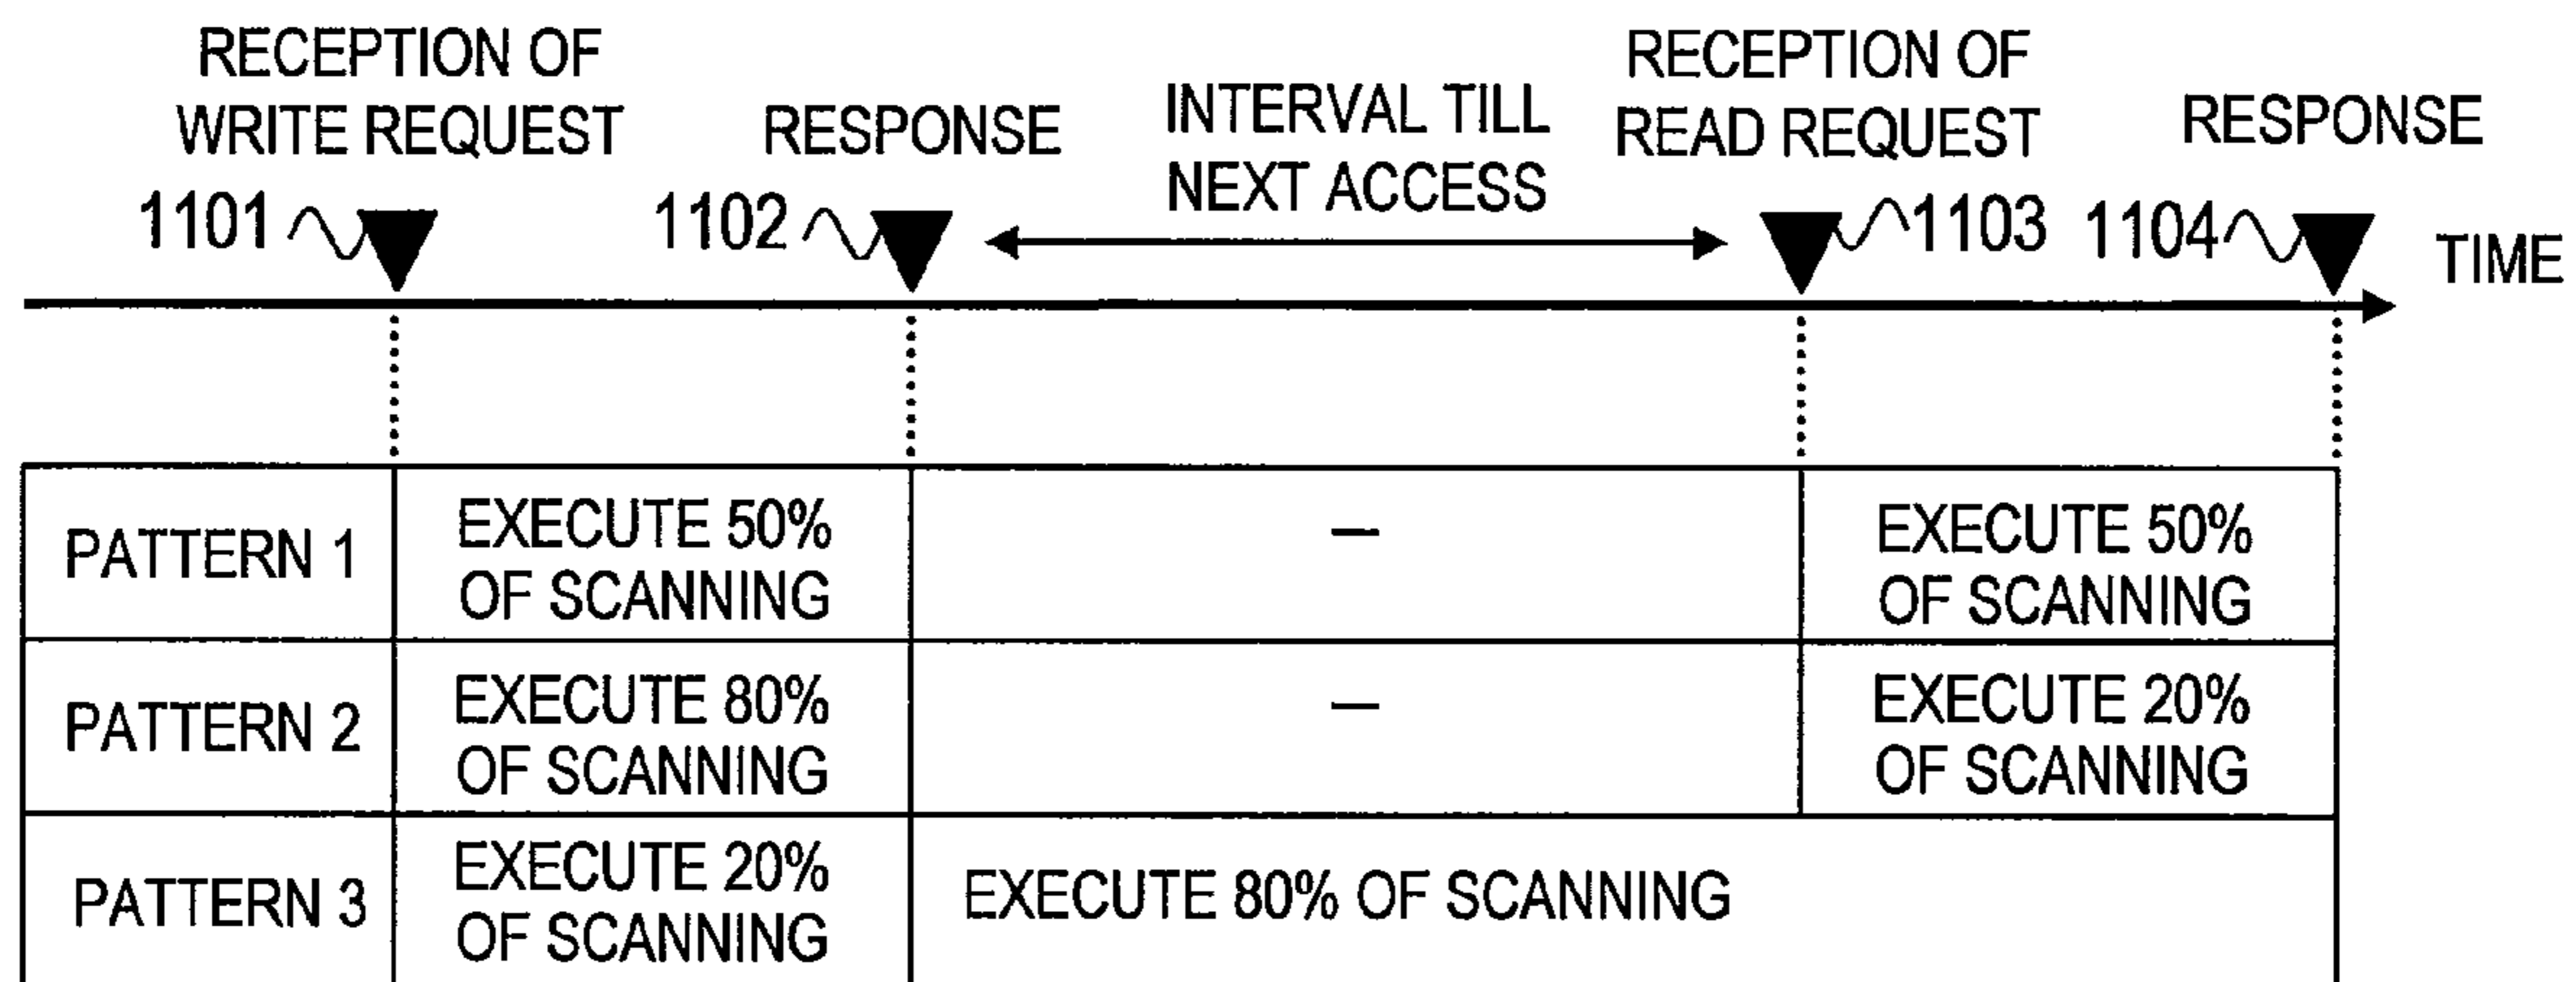 RECEPTION OF
WRITE REQUEST
RESPONSE
INTERVAL TILL
NEXT ACCESS
RECEPTION OF
READ REQUEST
RESPONSE
1101
1102
1103
1104
TIME
PATTERN 1
EXECUTE 50%
OF SCANNING
–
EXECUTE 50%
OF SCANNING
PATTERN 2
EXECUTE 80%
OF SCANNING
–
EXECUTE 20%
OF SCANNING
PATTERN 3
EXECUTE 20%
OF SCANNING
EXECUTE 80% OF SCANNING